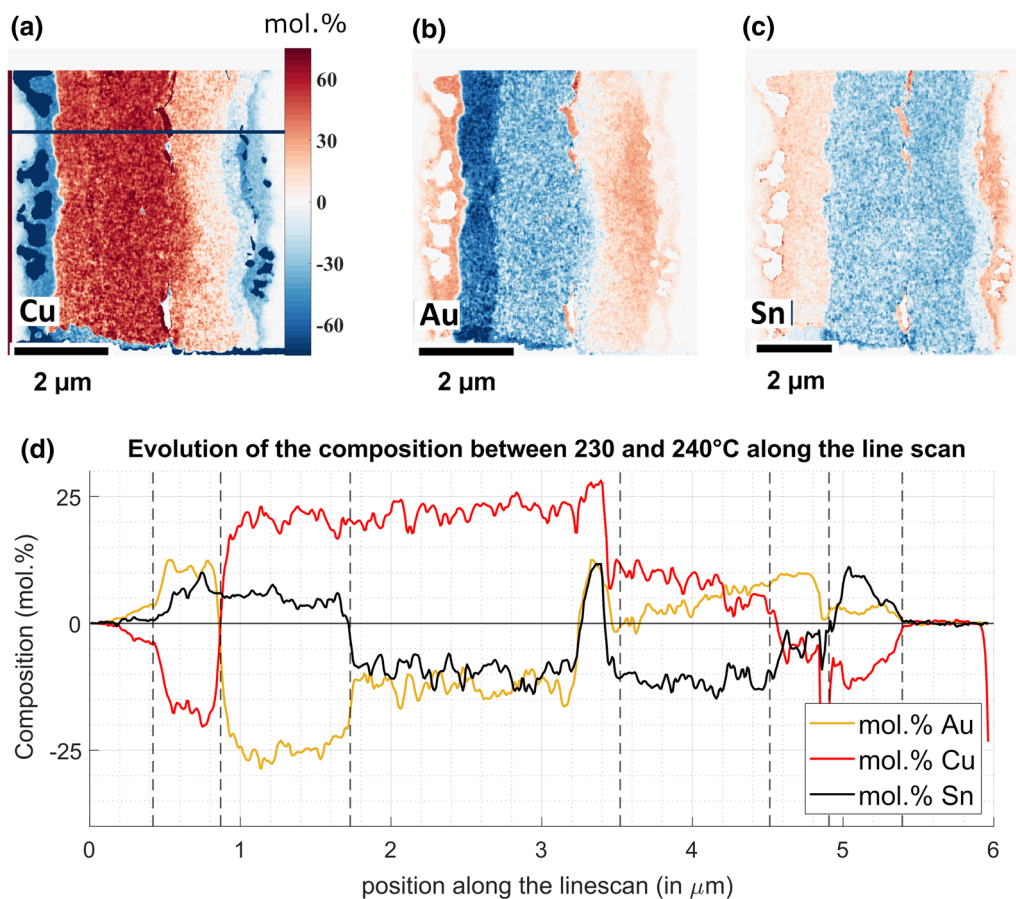 (a)
mol.%
(b)
(c)
60
30
0
-30
-60
Cu
Au
Sn
2 µm
2 µm
2 µm
(d)
Evolution of the composition between 230 and 240°C along the line scan
25
0
-25
Composition (mol.%)
mol.% Au
mol.% Cu
mol.% Sn
0
1
2
3
4
5
6
position along the linescan (in μm)